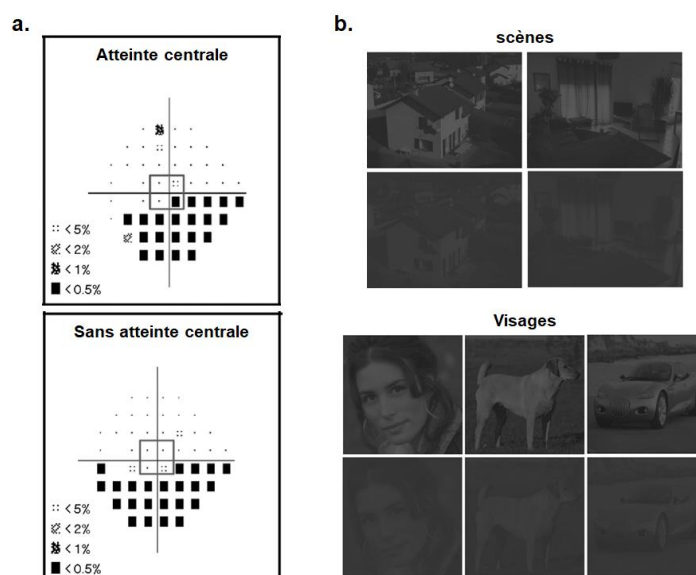 a.
Atteinte centrale
<5%
<2%
<1%
<0.5%
Sans atteinte centrale
<5%
<2%
<1%
<0.5%
b.
scènes
Visages